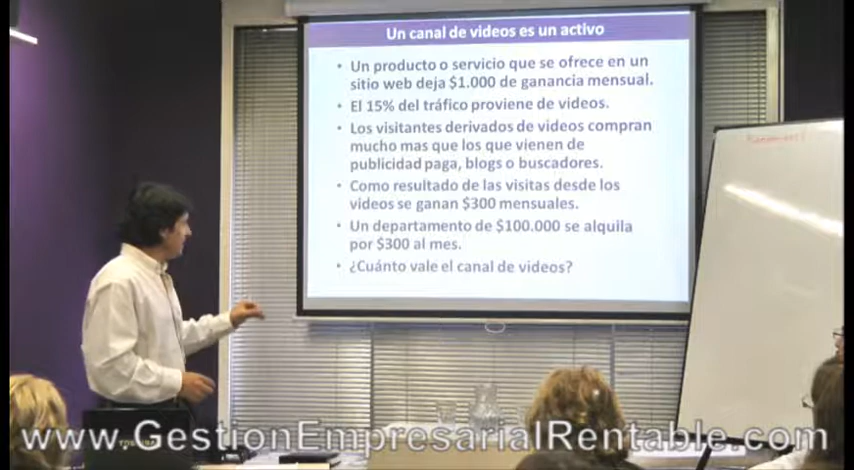 Un canal de videos es un activo
• Un producto o servicio que se ofrece en un
sitio web deja $1.000 de ganancia mensual.
• El 15% del tráfico proviene de videos.
• Los visitantes derivados de videos compran
mucho mas que los que vienen de
publicidad paga, blogs o buscadores.
• Como resultado de las visitas desde los
videos se ganan $300 mensuales.
• Un departamento de $100.000 se alquila
por $300 al mes.
• ¿Cuánto vale el canal de videos?
TOSHIBA
www.GestionEmpresarialRentable.com